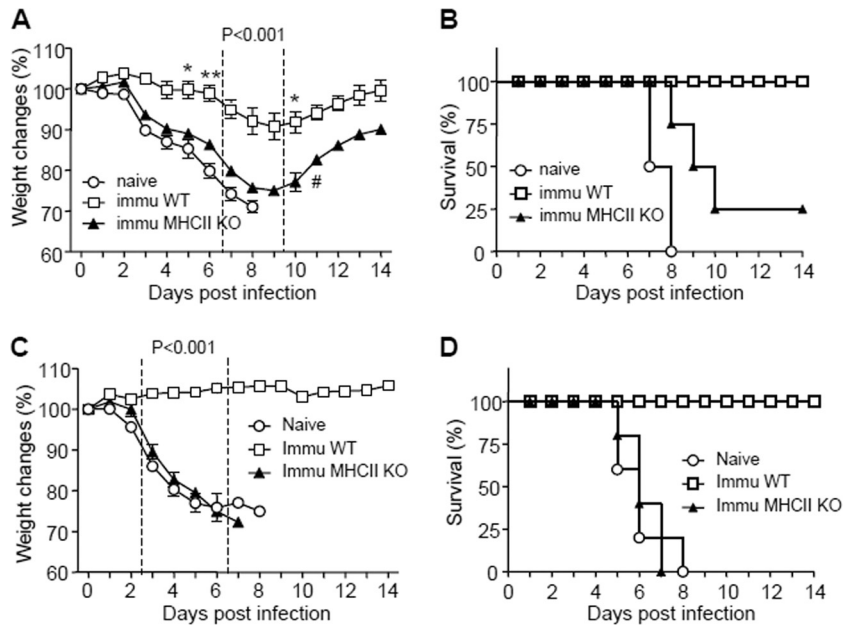 A
P<0.001
Weight changes (%)
110
100
90
80
70
60
* ** *
#
naive
immu WT
immu MHCII KO
0 2 4 6 8 10 12 14
Days post infection
B
Survival (%)
100
75
50
25
0
naive
immu WT
immu MHCII KO
0 2 4 6 8 10 12 14
Days post infection
C
P<0.001
Weight changes (%)
110
100
90
80
70
60
Naive
Immu WT
Immu MHCII KO
0 2 4 6 8 10 12 14
Days post infection
D
Survival (%)
100
75
50
25
0
Naive
Immu WT
Immu MHCII KO
0 2 4 6 8 10 12 14
Days post infection